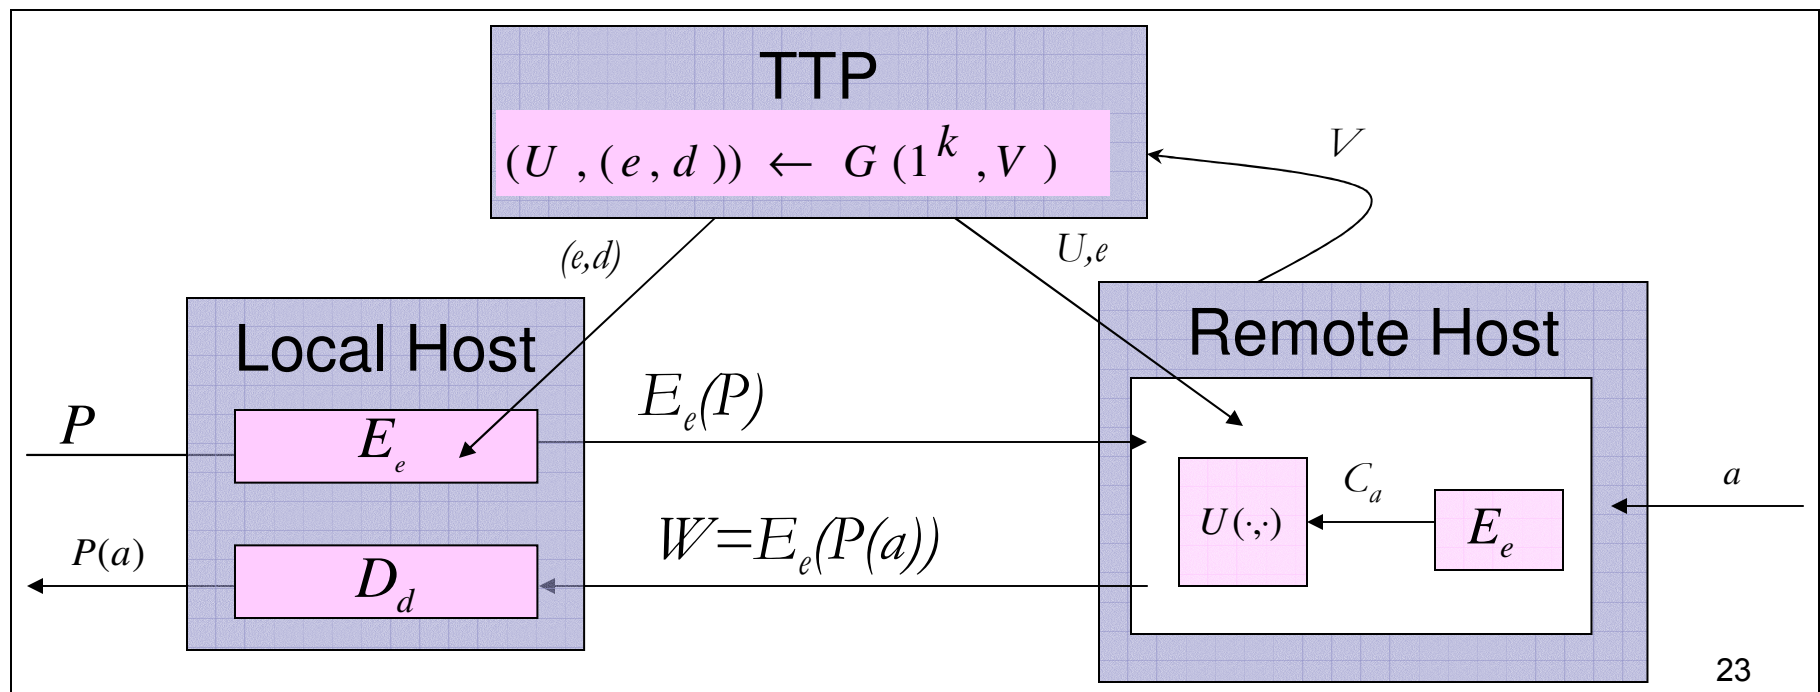 TTP
(U , (e, d )) ← G (1^k , V )
V
(e,d)
U,e
Local Host
Remote Host
P
E_e
E_e(P)
a
C_a
U(·,·)
E_e
P(a)
D_d
W=E_e(P(a))
23